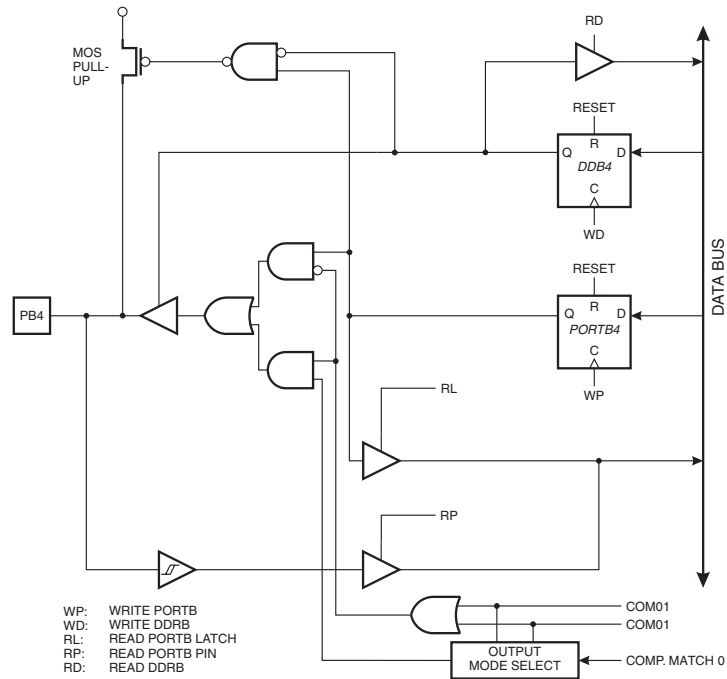 RD
MOS
PULL-
UP
RESET
R
Q D
DDB4
C
WD
RESET
R
Q D
PORTB4
C
WP
DATA BUS
PB4
RL
RP
WP: WRITE PORTB
WD: WRITE DDRB
RL: READ PORTB LATCH
RP: READ PORTB PIN
RD: READ DDRB
COM01
COM01
OUTPUT
MODE SELECT
COMP. MATCH 0